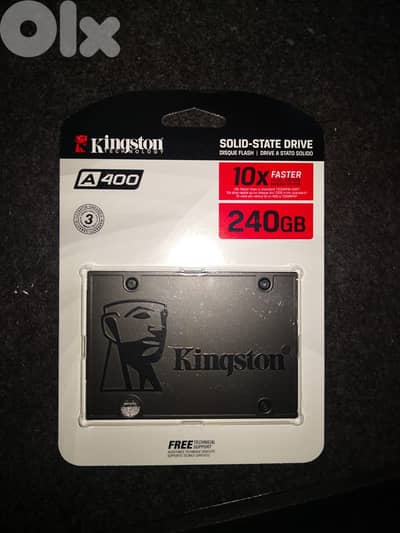 OLX
Kingston
TECHNOLOGY
A400
3
SOLID-STATE DRIVE
DISQUE FLASH | DRIVE A STATO SOLIDO
10x FASTER
240GB
Kingston
FREE TECHNICAL
SUPPORT